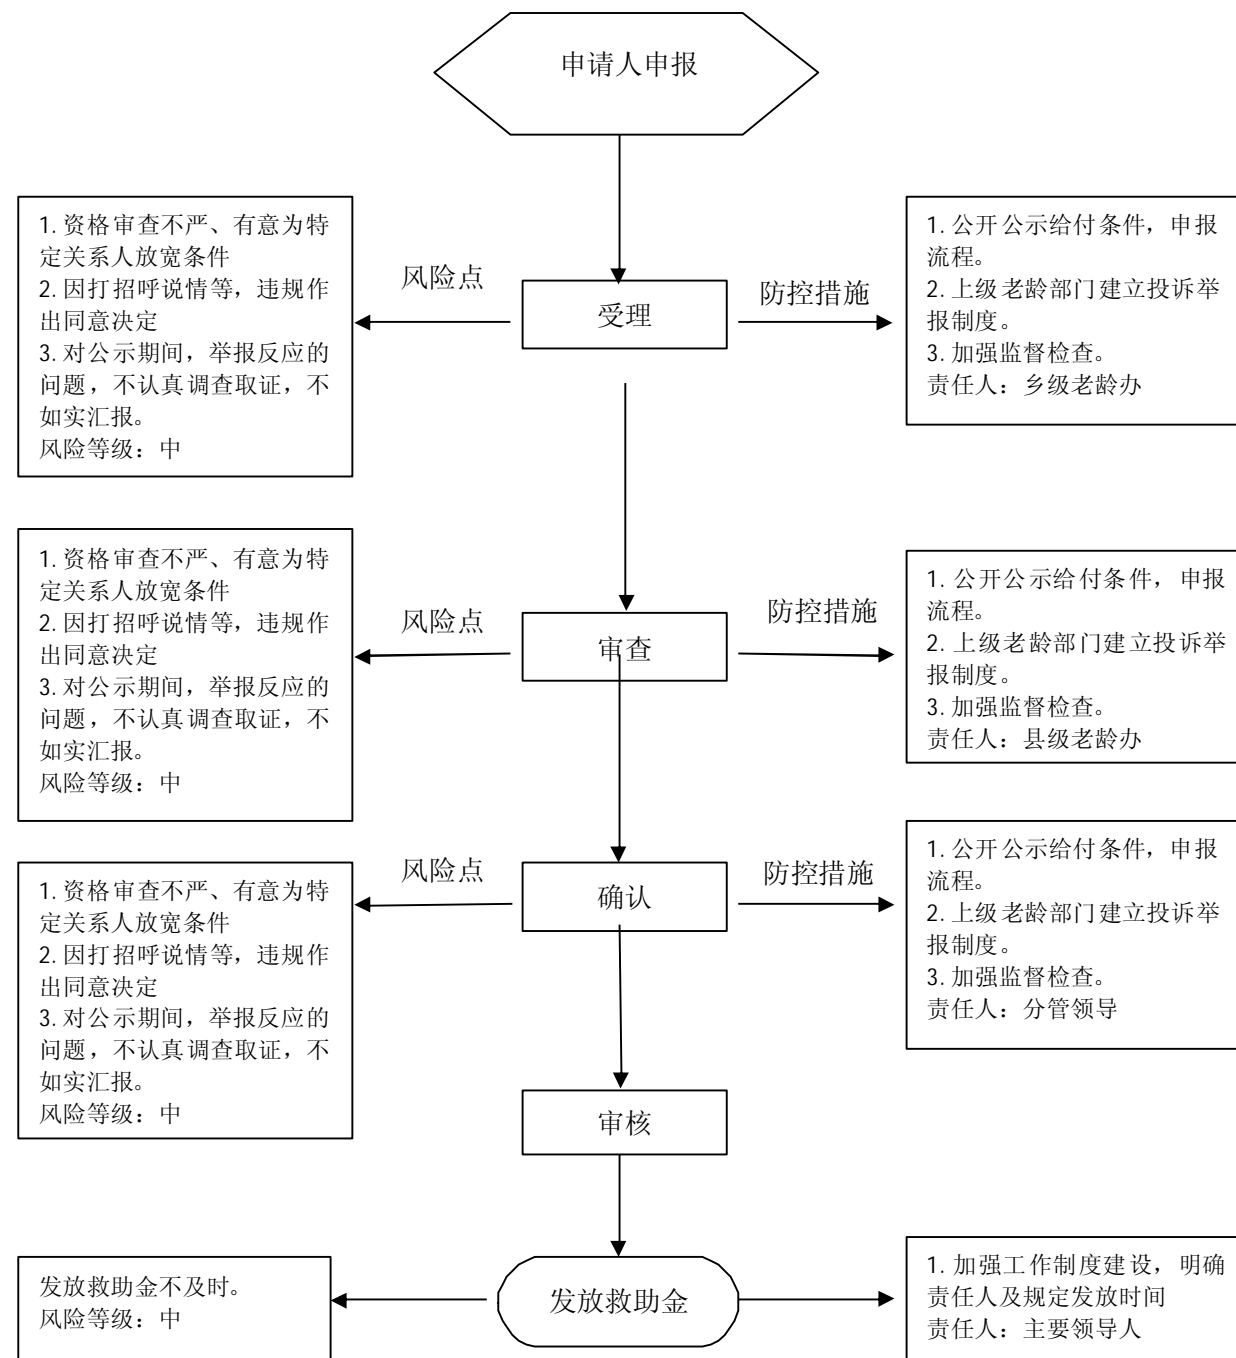 申请人申报
1.资格审查不严、有意为特
定关系人放宽条件
2.因打招呼说情等，违规作
出同意决定
3.对公示期间，举报反应的
问题，不认真调查取证，不
如实汇报。
风险等级：中
风险点
受理
防控措施
1.公开公示给付条件，申报
流程。
2.上级老龄部门建立投诉举
报制度。
3.加强监督检查。
责任人：乡级老龄办
1.资格审查不严、有意为特
定关系人放宽条件
2.因打招呼说情等，违规作
出同意决定
3.对公示期间，举报反应的
问题，不认真调查取证，不
如实汇报。
风险等级：中
风险点
审查
防控措施
1.公开公示给付条件，申报
流程。
2.上级老龄部门建立投诉举
报制度。
3.加强监督检查。
责任人：县级老龄办
1.资格审查不严、有意为特
定关系人放宽条件
2.因打招呼说情等，违规作
出同意决定
3.对公示期间，举报反应的
问题，不认真调查取证，不
如实汇报。
风险等级：中
风险点
确认
防控措施
1.公开公示给付条件，申报
流程。
2.上级老龄部门建立投诉举
报制度。
3.加强监督检查。
责任人：分管领导
审核
发放救助金不及时。
风险等级：中
发放救助金
1.加强工作制度建设，明确
责任人及规定发放时间
责任人：主要领导人